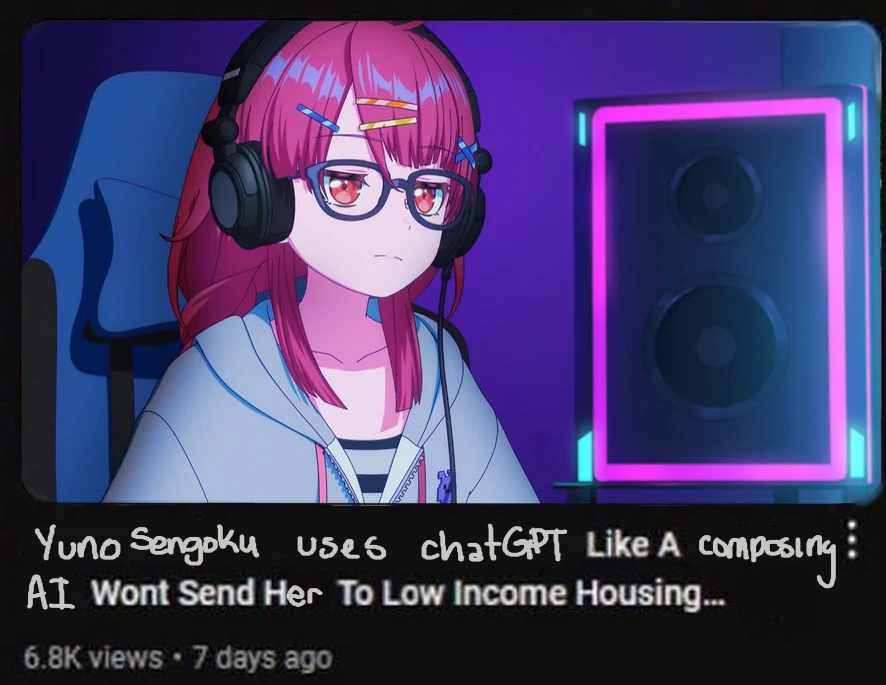 Yuno Sengoku uses chatGPT Like A composing
AI Wont Send Her To Low Income Housing...
6.8K views • 7 days ago